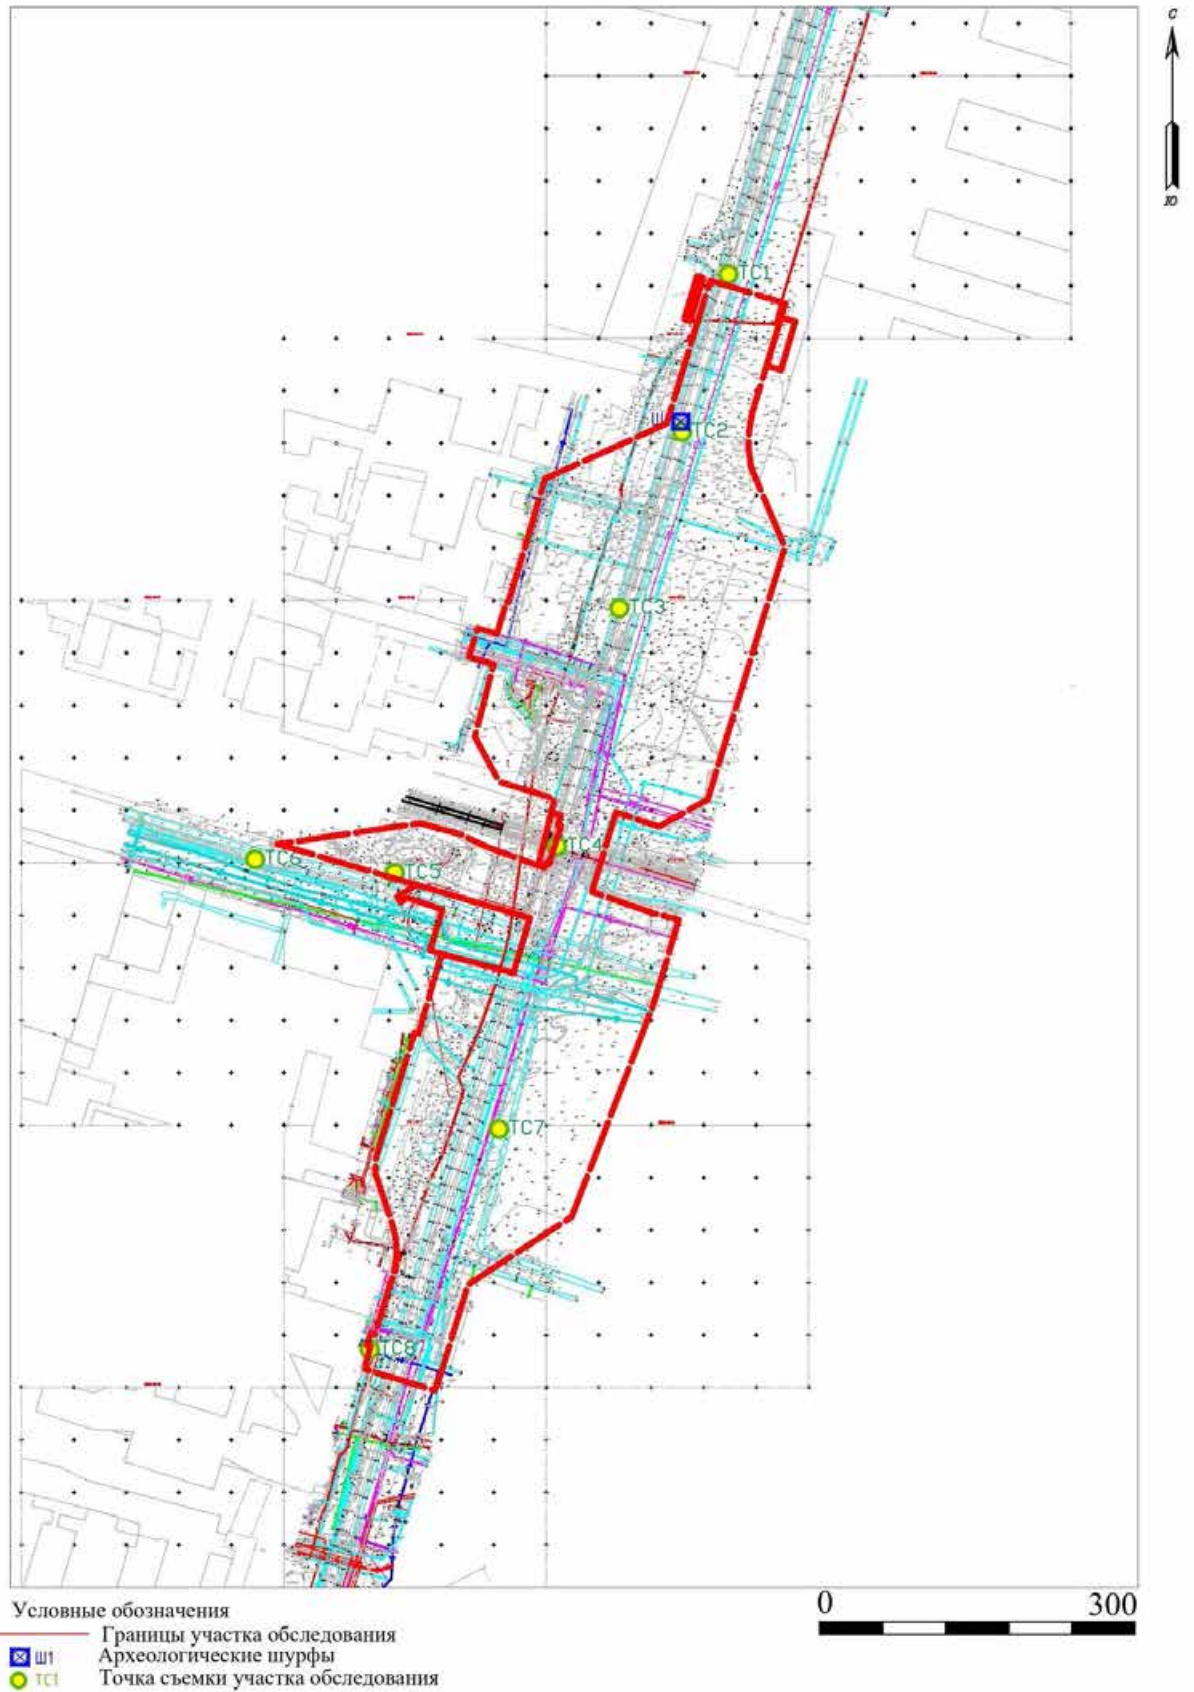 С
Ю
ТС1
Ш
ТС2
ТС3
ТС4
ТС6
ТС5
ТС7
ТС8
Условные обозначения
0 300
Границы участка обследования
Ш1 Археологические шурфы
ТС1 Точка съемки участка обследования